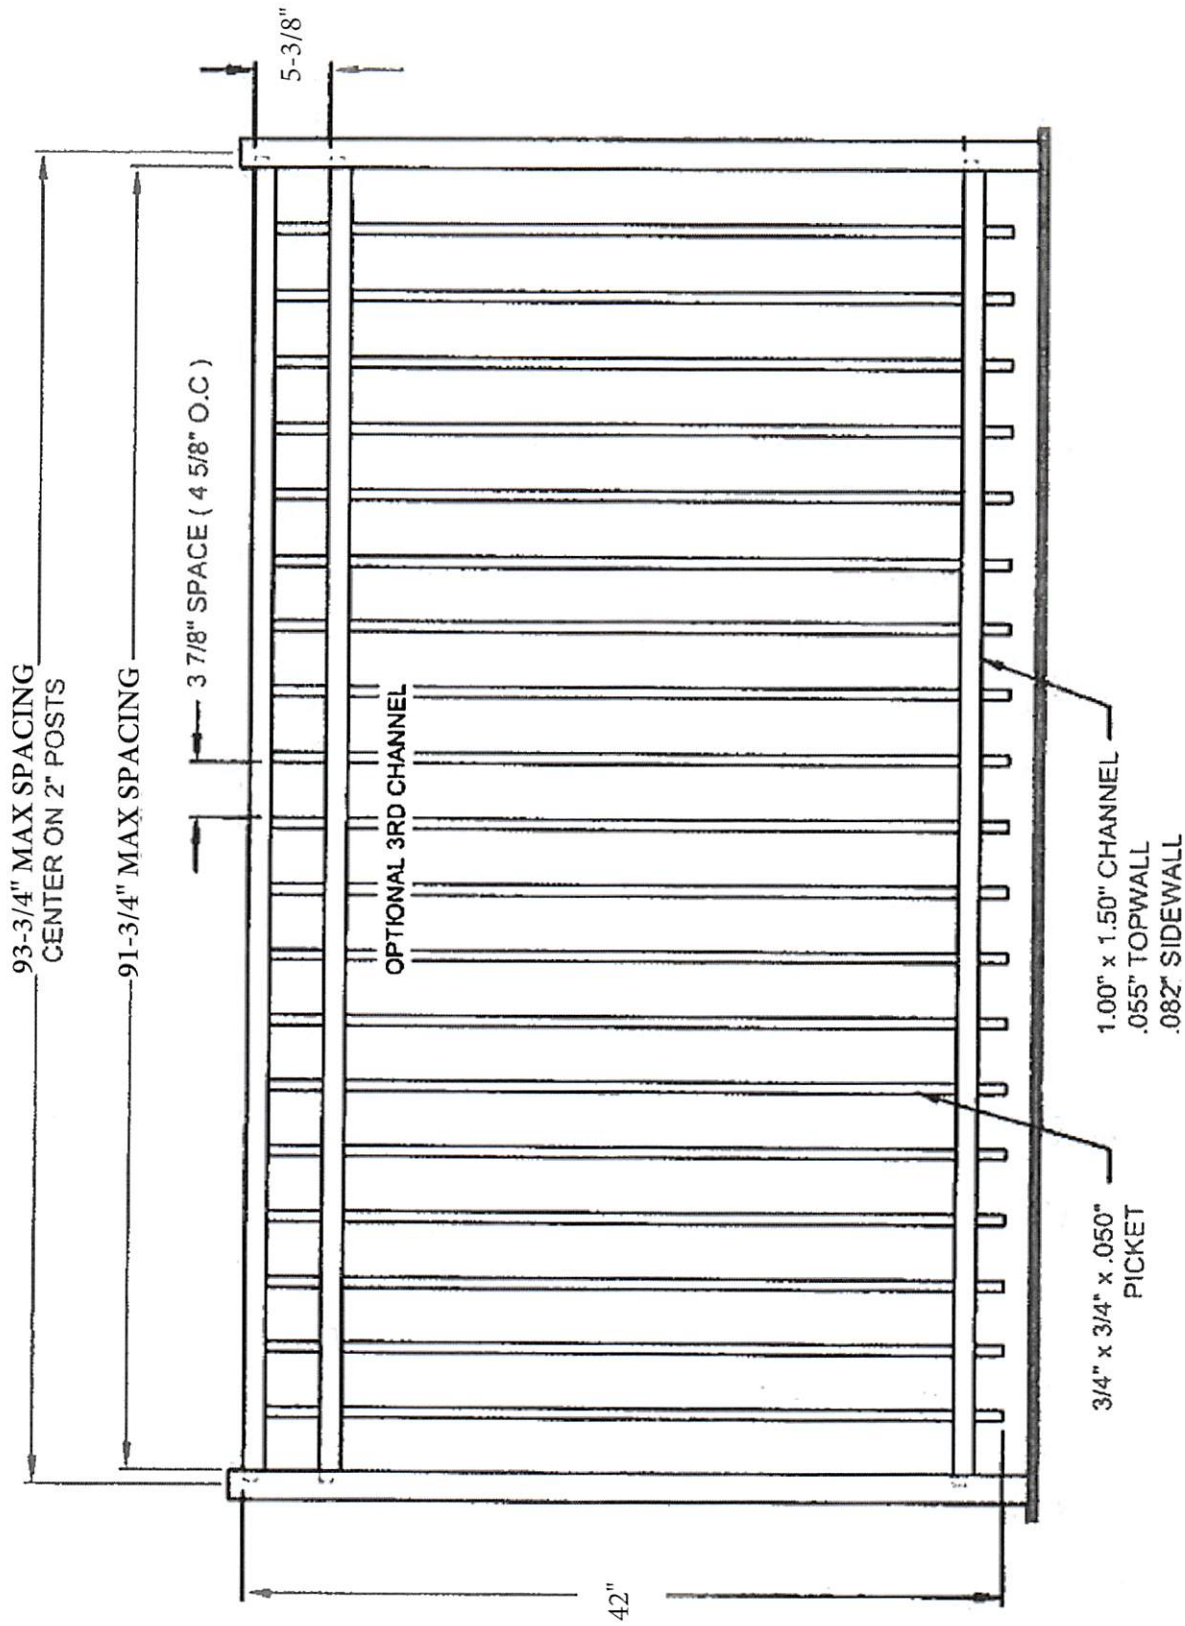 93-3/4" MAX SPACING
CENTER ON 2" POSTS
91-3/4" MAX SPACING
3 7/8" SPACE ( 4 5/8" O.C )
5-3/8"
OPTIONAL 3RD CHANNEL
42"
3/4" x 3/4" x .050"
PICKET
1.00" x 1.50" CHANNEL
.055" TOPWALL
.082" SIDEWALL